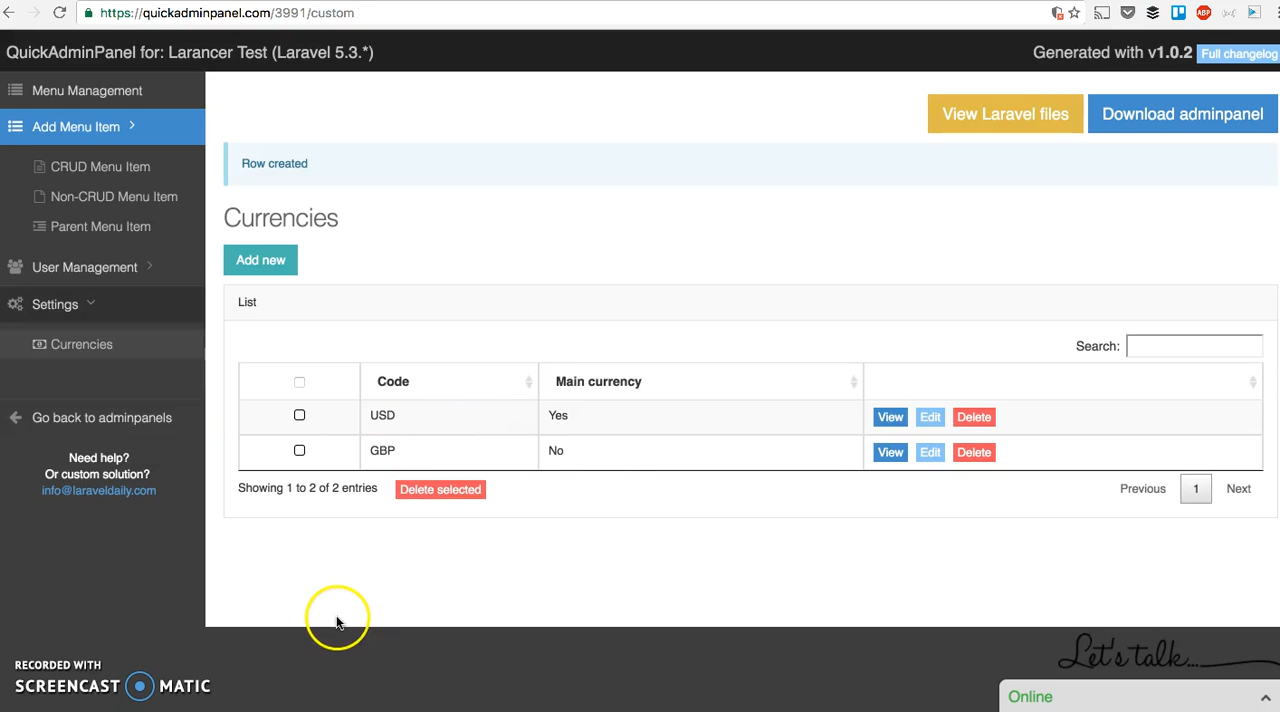 https://quickadminpanel.com/3991/custom
ABP
QuickAdminPanel for: Larancer Test (Laravel 5.3.*)
Generated with v1.0.2 Full changelog
Menu Management
Add Menu Item
CRUD Menu Item
Non-CRUD Menu Item
Parent Menu Item
User Management
Settings
Currencies
Go back to adminpanels
Need help?
Or custom solution?
info@laraveldaily.com
View Laravel files Download adminpanel
Row created
Currencies
Add new
List
Search:
Code Main currency
USD Yes View Edit Delete
GBP No View Edit Delete
Showing 1 to 2 of 2 entries Delete selected Previous 1 Next
RECORDED WITH
SCREENCAST MATIC
Let's talk...
Online